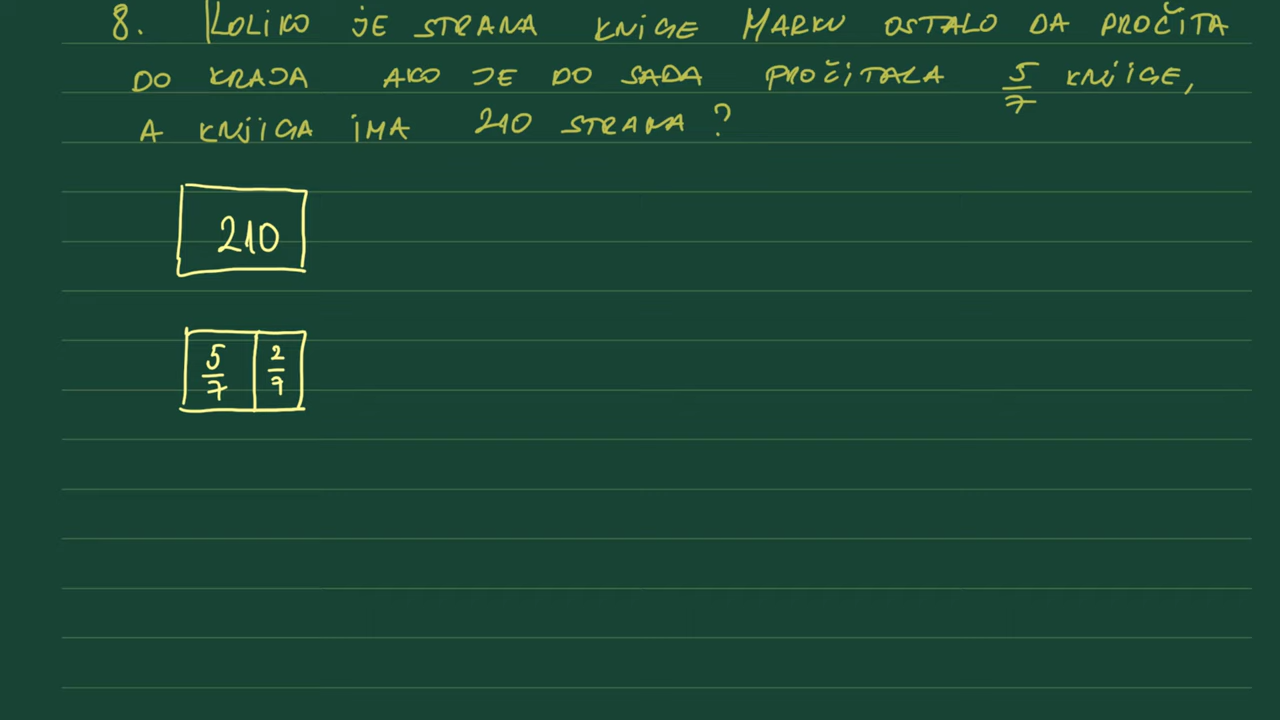 8. KOLIKO JE STRANA KNIGE MARKU OSTALO DA PROČITA
DO KRAJA AKO JE DO SADA PROČITALA 5/7 KNJIGE,
A KNJIGA IMA 210 STRANA?
210
5/7 2/7